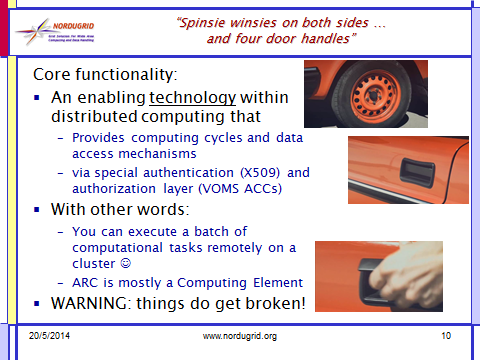 NORDUGRID
Grid Solution for Wide Area
Computing and Data Handling
“Spinsie winsies on both sides …
and four door handles”
Core functionality:
▪ An enabling technology within
distributed computing that
– Provides computing cycles and data
access mechanisms
– via special authentication (X509) and
authorization layer (VOMS ACCs)
▪ With other words:
– You can execute a batch of
computational tasks remotely on a
cluster ☺
– ARC is mostly a Computing Element
▪ WARNING: things do get broken!
20/5/2014
www.nordugrid.org
10